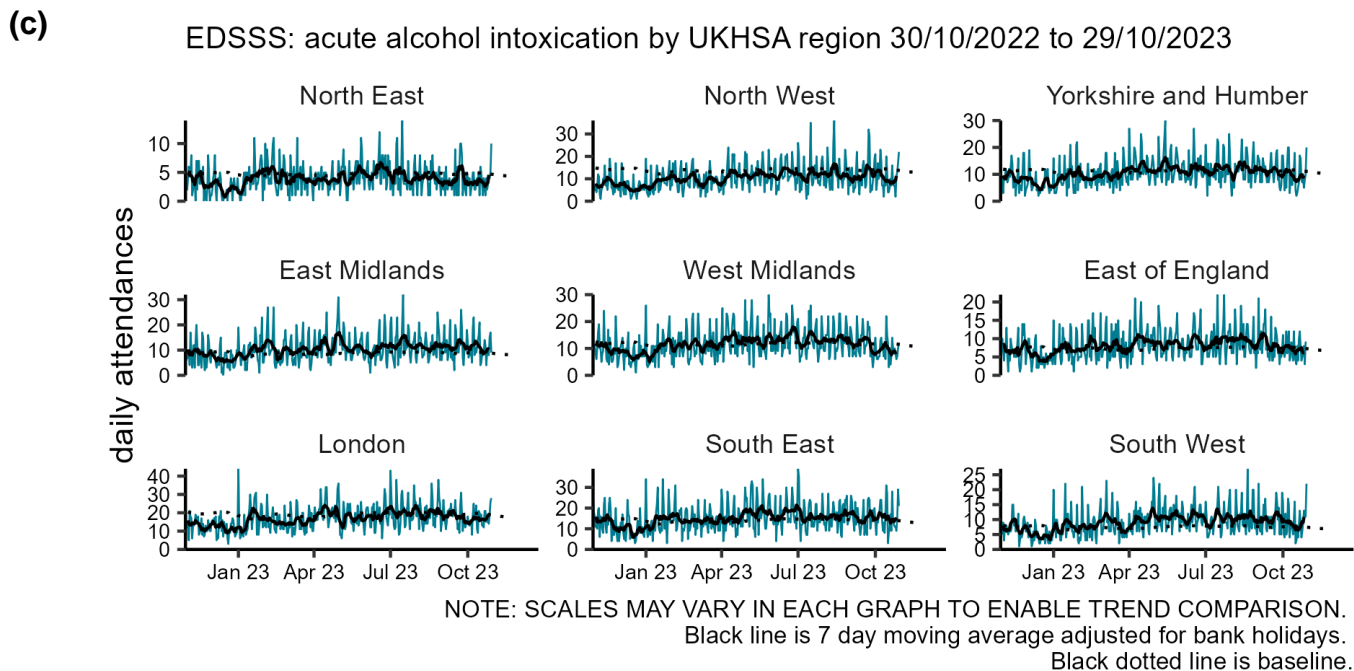 (c)
EDSSS: acute alcohol intoxication by UKHSA region 30/10/2022 to 29/10/2023
daily attendances
North East
10
5
0
North West
30
20
10
0
Yorkshire and Humber
30
20
10
0
East Midlands
30
20
10
0
West Midlands
30
20
10
0
East of England
20
15
10
5
0
London
40
30
20
10
0
Jan 23 Apr 23 Jul 23 Oct 23
South East
30
20
10
0
Jan 23 Apr 23 Jul 23 Oct 23
South West
25
20
15
10
5
0
Jan 23 Apr 23 Jul 23 Oct 23
NOTE: SCALES MAY VARY IN EACH GRAPH TO ENABLE TREND COMPARISON.
Black line is 7 day moving average adjusted for bank holidays.
Black dotted line is baseline.